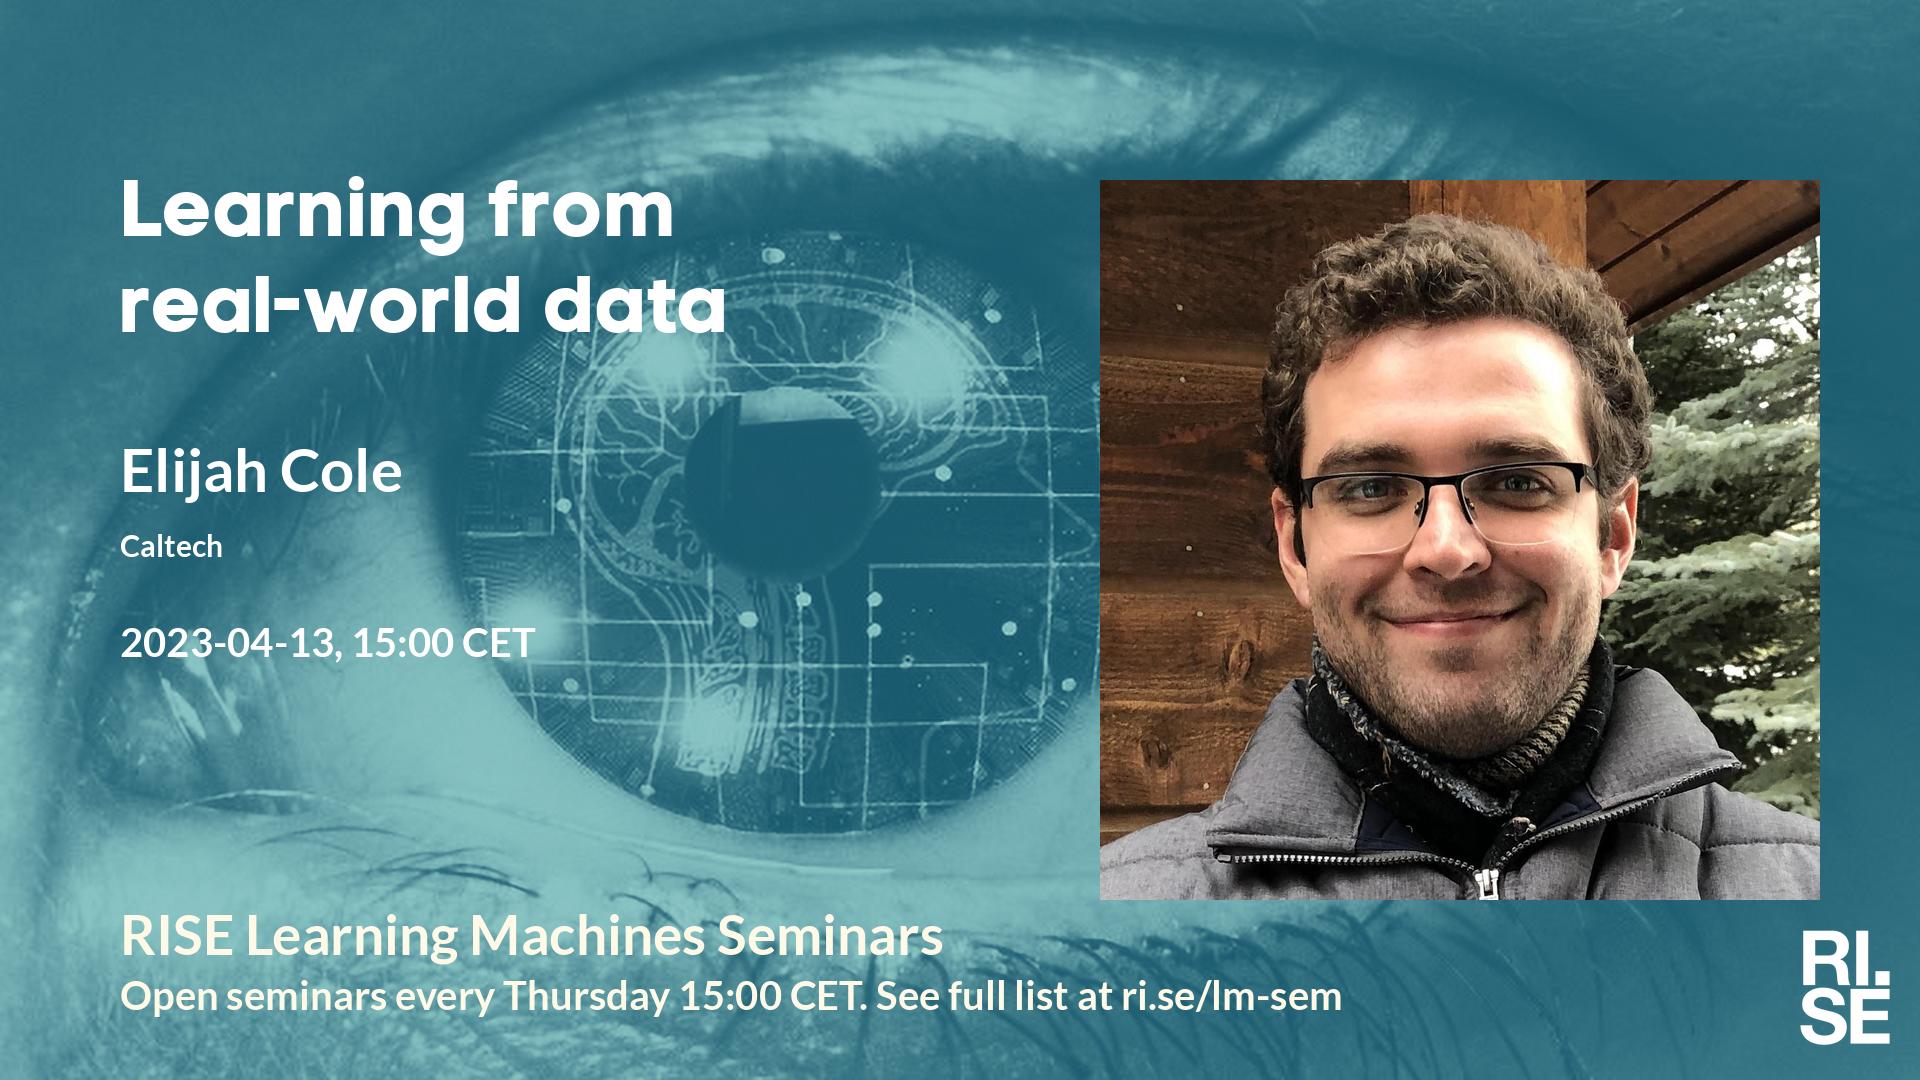 Learning from
real-world data
Elijah Cole
Caltech
2023-04-13, 15:00 CET
RISE Learning Machines Seminars
Open seminars every Thursday 15:00 CET. See full list at ri.se/lm-sem
RI.
SE